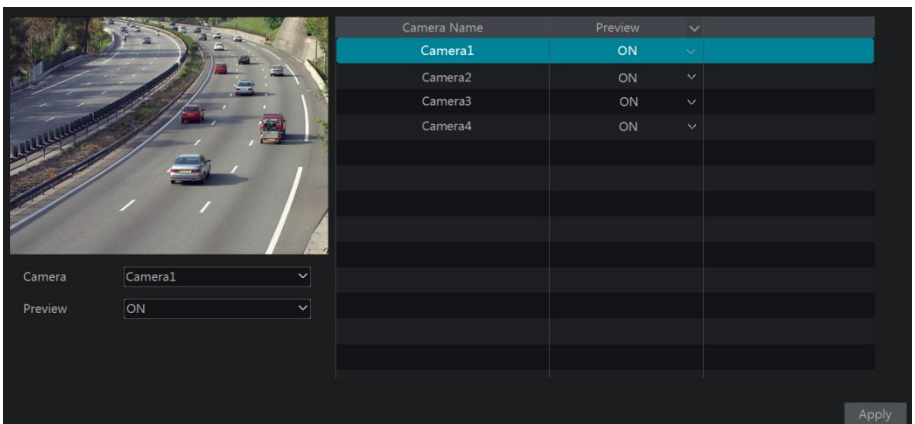 Camera Name Preview
Camera1 ON
Camera2 ON
Camera3 ON
Camera4 ON
Camera Camera1
Preview ON
Apply